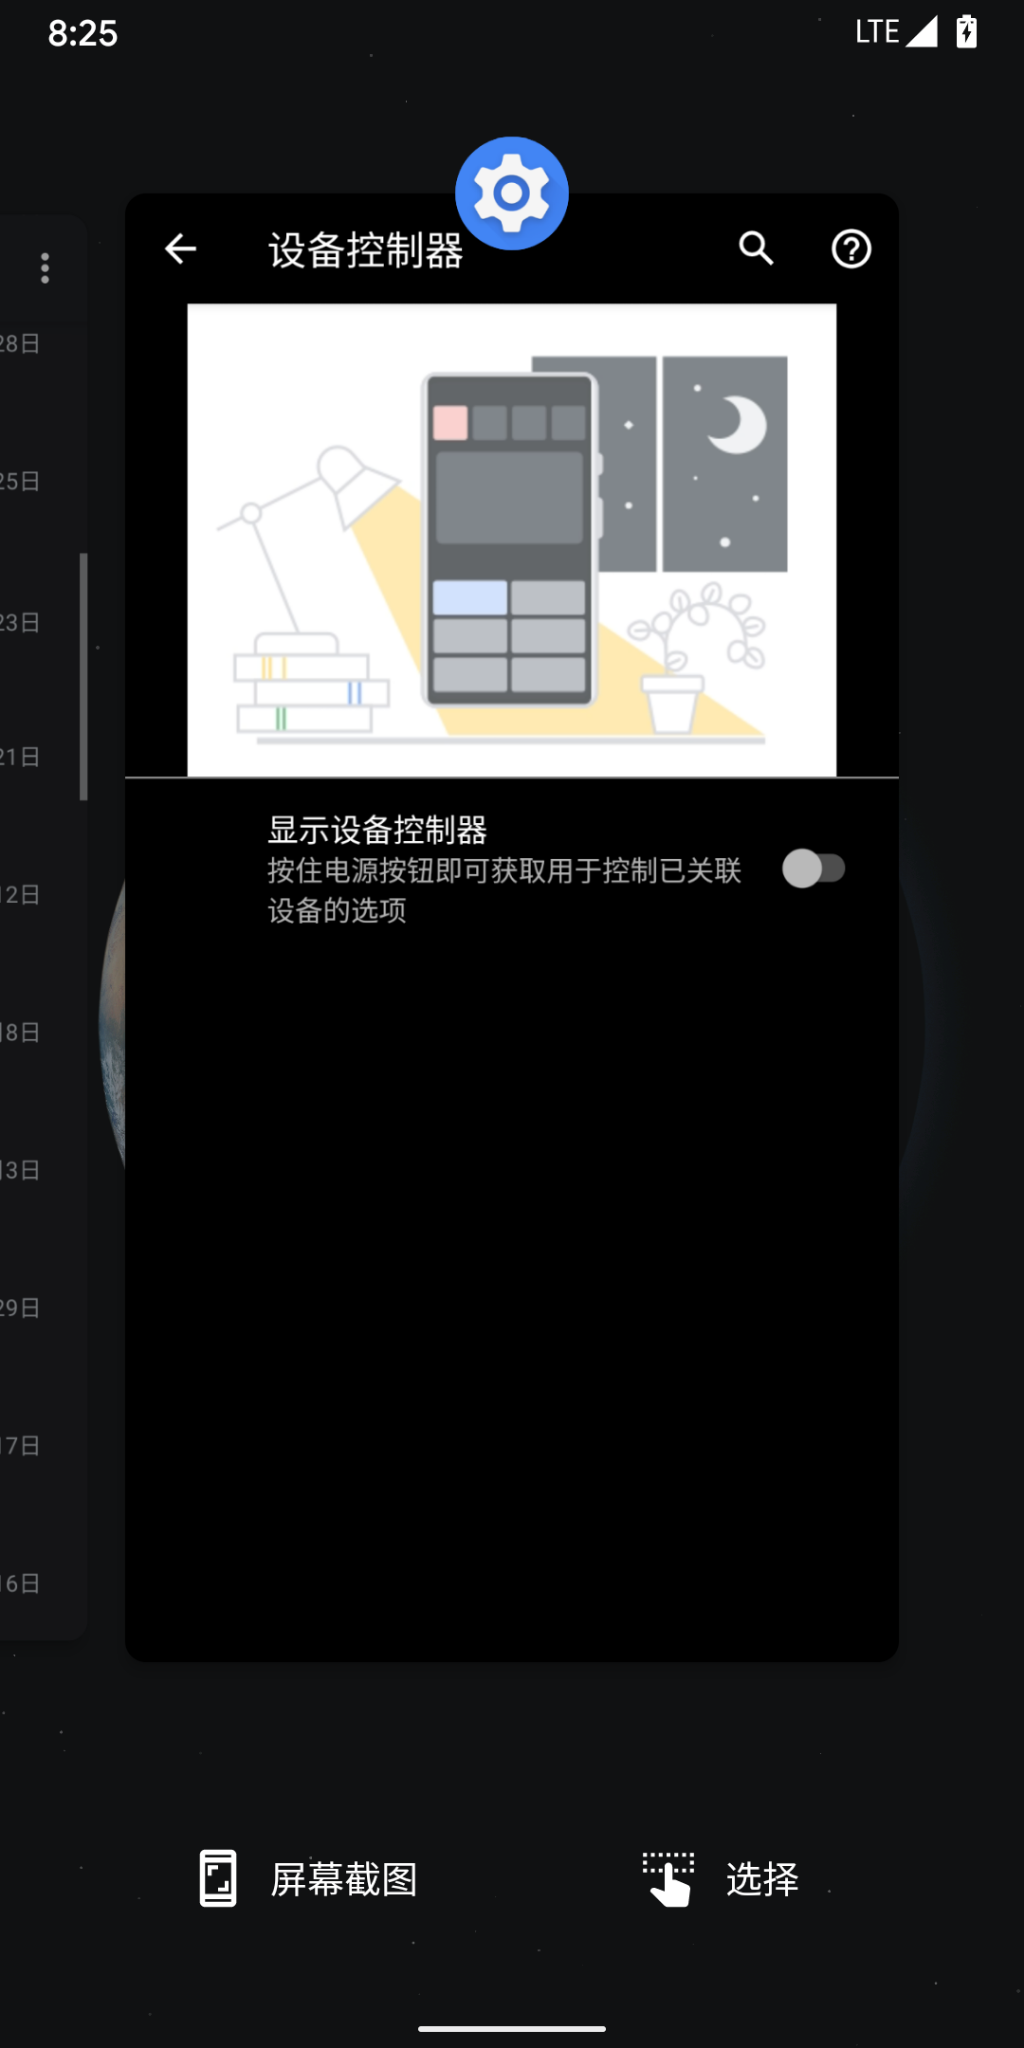 8:25
LTE
设备控制器
28日
25日
23日
21日
显示设备控制器
按住电源按钮即可获取用于控制已关联
设备的选项
12日
8日
3日
29日
17日
16日
屏幕截图
选择